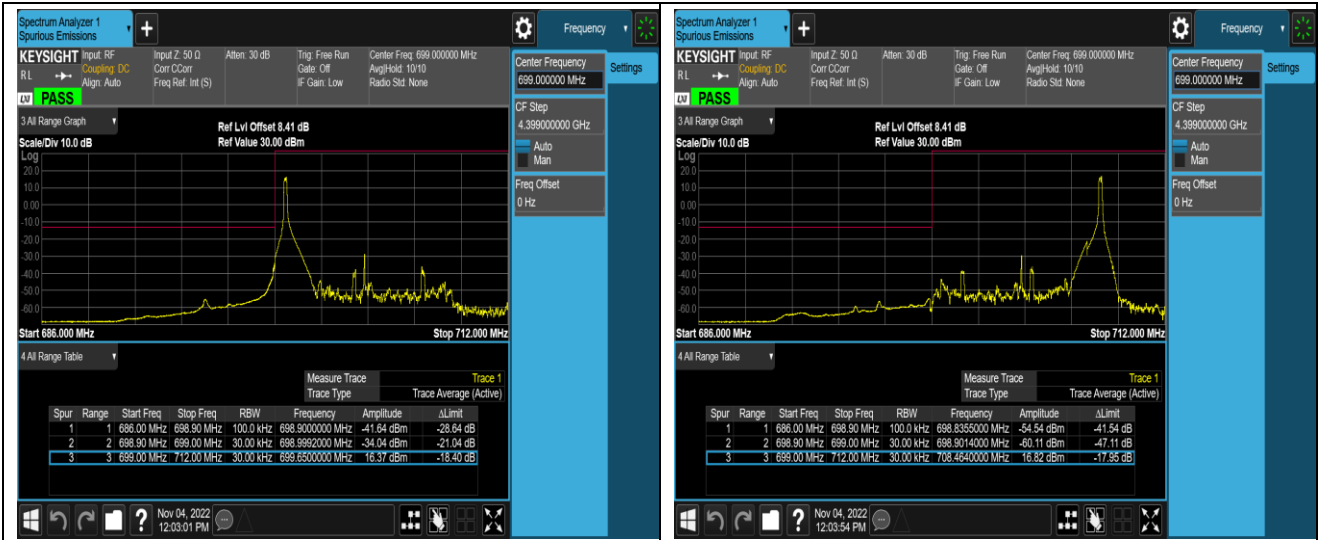 Spectrum Analyzer 1
Spurious Emissions
Frequency
KEYSIGHT Input: RF Input Z: 50 Ω Atten: 30 dB Trig: Free Run Center Freq: 699.000000 MHz
Coupling: DC Corr CCorr Gate: Off Avg|Hold: 10/10
RL Align: Auto Freq Ref: Int (S) IF Gain: Low Radio Std: None
LXI PASS
3 All Range Graph
Ref Lvl Offset 8.41 dB
Scale/Div 10.0 dB Ref Value 30.00 dBm
Log
20.0
10.0
0.00
-10.0
-20.0
-30.0
-40.0
-50.0
-60.0
Start 686.000 MHz Stop 712.000 MHz
4 All Range Table
Measure Trace Trace 1
Trace Type Trace Average (Active)
Spur Range Start Freq Stop Freq RBW Frequency Amplitude ΔLimit
1 1 686.00 MHz 698.90 MHz 100.0 kHz 698.9000000 MHz -41.64 dBm -28.64 dB
2 2 698.90 MHz 699.00 MHz 30.00 kHz 698.9992000 MHz -34.04 dBm -21.04 dB
3 3 699.00 MHz 712.00 MHz 30.00 kHz 699.6500000 MHz 16.37 dBm -18.40 dB
Nov 04, 2022
12:03:01 PM
Center Frequency
699.000000 MHz
Settings
CF Step
4.399000000 GHz
Auto
Man
Freq Offset
0 Hz
Spectrum Analyzer 1
Spurious Emissions
Frequency
KEYSIGHT Input: RF Input Z: 50 Ω Atten: 30 dB Trig: Free Run Center Freq: 699.000000 MHz
Coupling: DC Corr CCorr Gate: Off Avg|Hold: 10/10
RL Align: Auto Freq Ref: Int (S) IF Gain: Low Radio Std: None
LXI PASS
3 All Range Graph
Ref Lvl Offset 8.41 dB
Scale/Div 10.0 dB Ref Value 30.00 dBm
Log
20.0
10.0
0.00
-10.0
-20.0
-30.0
-40.0
-50.0
-60.0
Start 686.000 MHz Stop 712.000 MHz
4 All Range Table
Measure Trace Trace 1
Trace Type Trace Average (Active)
Spur Range Start Freq Stop Freq RBW Frequency Amplitude ΔLimit
1 1 686.00 MHz 698.90 MHz 100.0 kHz 698.8355000 MHz -54.54 dBm -41.54 dB
2 2 698.90 MHz 699.00 MHz 30.00 kHz 698.9014000 MHz -60.11 dBm -47.11 dB
3 3 699.00 MHz 712.00 MHz 30.00 kHz 708.4640000 MHz 16.82 dBm -17.95 dB
Nov 04, 2022
12:03:54 PM
Center Frequency
699.000000 MHz
Settings
CF Step
4.399000000 GHz
Auto
Man
Freq Offset
0 Hz